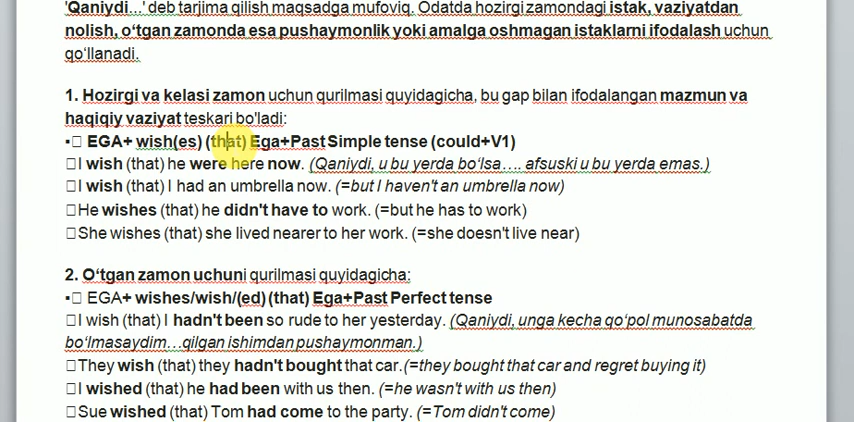 'Qaniydi...' deb tarjima qilish maqsadga mufoviq. Odatda hozirgi zamondagi istak, vaziyatdan
nolish, o‘tgan zamonda esa pushaymonlik yoki amalga oshmagan istaklarni ifodalash uchun
qo‘llanadi.
1. Hozirgi va kelasi zamon uchun qurilmasi quyidagicha, bu gap bilan ifodalangan mazmun va
haqiqiy vaziyat teskari bo'ladi:
▪□ EGA+ wish(es) (that) Ega+Past Simple tense (could+V1)
□I wish (that) he were here now. (Qaniydi, u bu yerda bo‘lsa…. afsuski u bu yerda emas.)
□I wish (that) I had an umbrella now. (=but I haven't an umbrella now)
□He wishes (that) he didn't have to work. (=but he has to work)
□She wishes (that) she lived nearer to her work. (=she doesn't live near)
2. O‘tgan zamon uchuni qurilmasi quyidagicha:
▪□ EGA+ wishes/wish/(ed) (that) Ega+Past Perfect tense
□I wish (that) I hadn't been so rude to her yesterday. (Qaniydi, unga kecha qo‘pol munosabatda
bo‘lmasaydim…qilgan ishimdan pushaymonman.)
□They wish (that) they hadn't bought that car.(=they bought that car and regret buying it)
□I wished (that) he had been with us then. (=he wasn't with us then)
□Sue wished (that) Tom had come to the party. (=Tom didn't come)